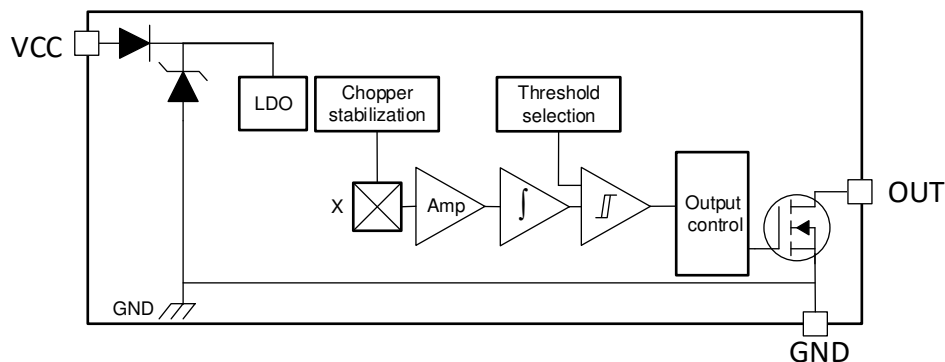 VCC
LDO
Chopper
stabilization
Threshold
selection
X
Amp
∫
Output
control
OUT
GND
GND